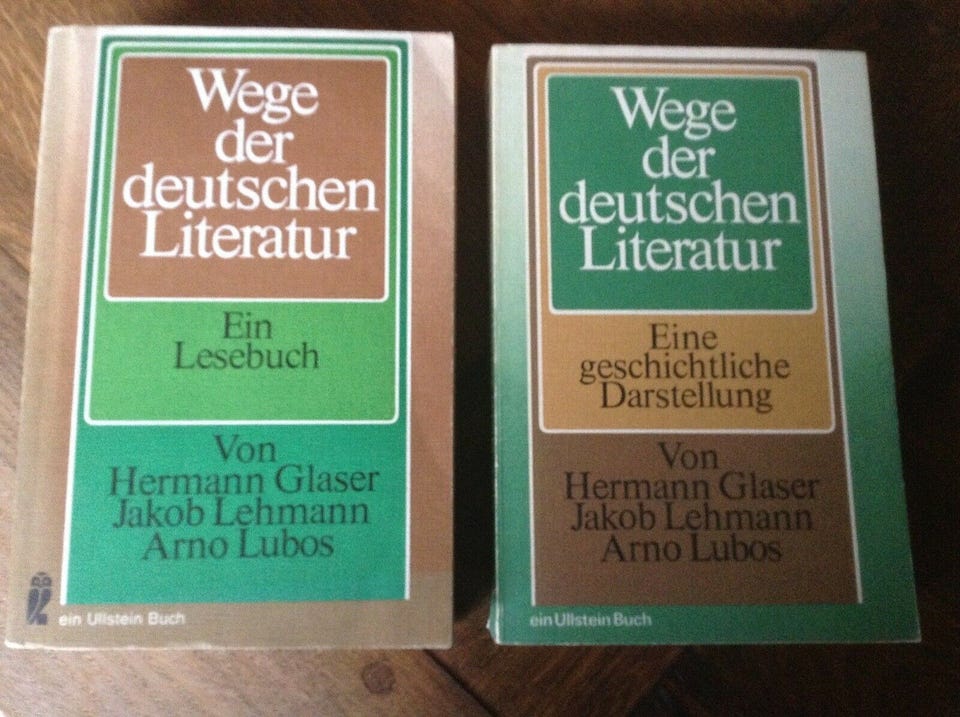 Wege
der
deutschen
Literatur
Ein
Lesebuch
Von
Hermann Glaser
Jakob Lehmann
Arno Lubos
ein Ullstein Buch
Wege
der
deutschen
Literatur
Eine
geschichtliche
Darstellung
Von
Hermann Glaser
Jakob Lehmann
Arno Lubos
ein Ullstein Buch